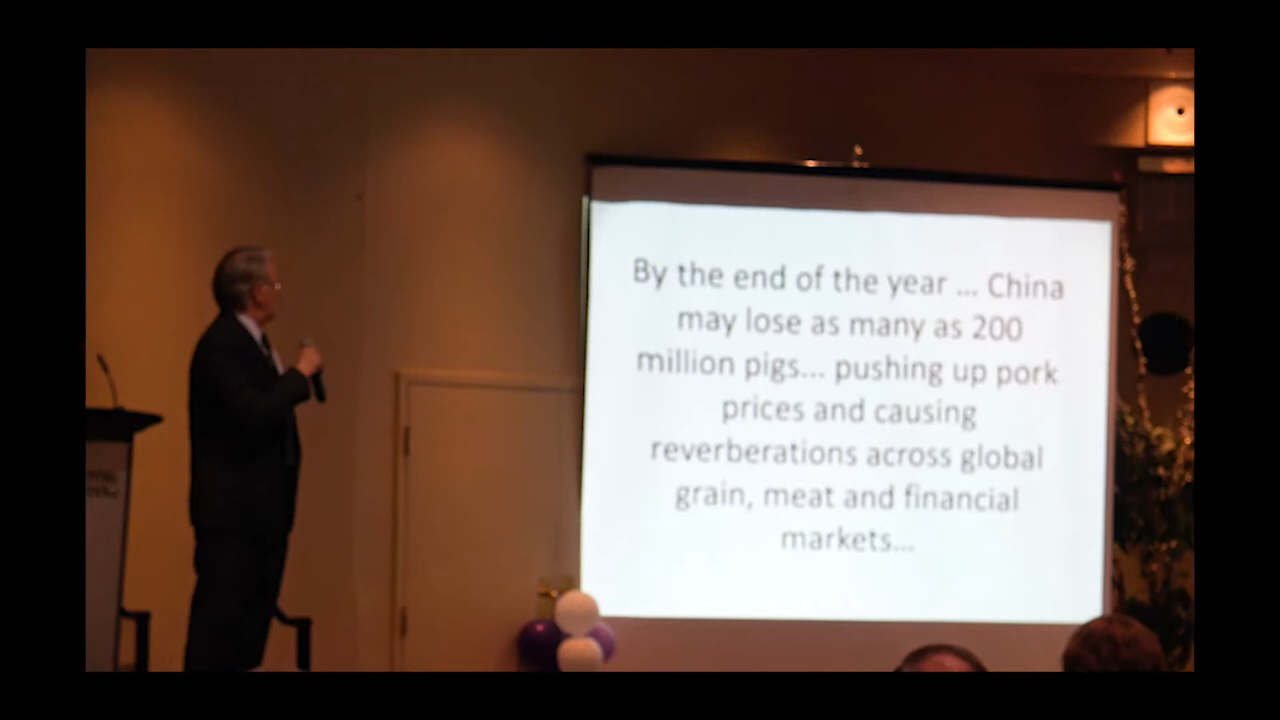 By the end of the year ... China
may lose as many as 200
million pigs... pushing up pork
prices and causing
reverberations across global
grain, meat and financial
markets...